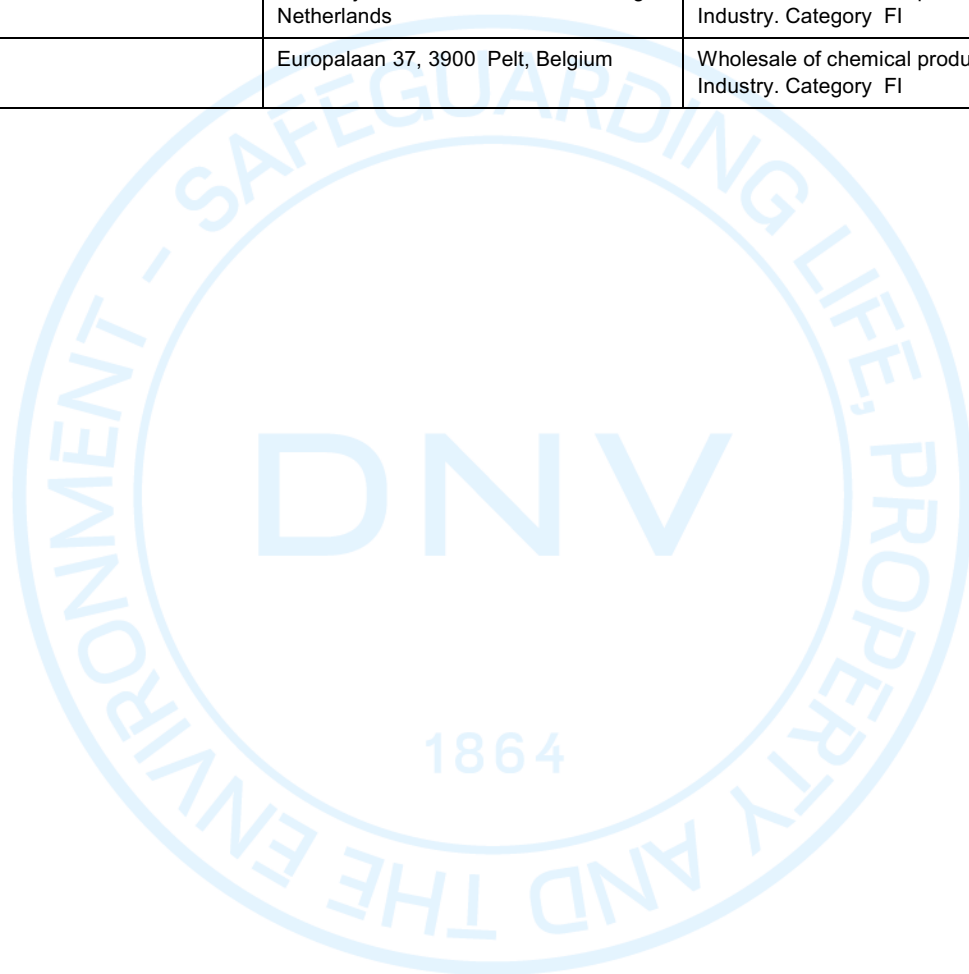 Netherlands
Industry. Category FI
Europalaan 37, 3900 Pelt, Belgium
Wholesale of chemical produ
Industry. Category FI
SAFEGUARDING LIFE, PROPERTY AND THE ENVIRONMENT -
DNV
1864